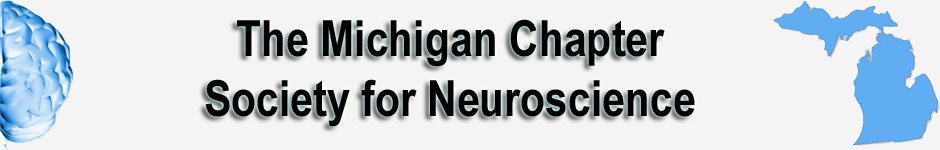 The Michigan Chapter
Society for Neuroscience